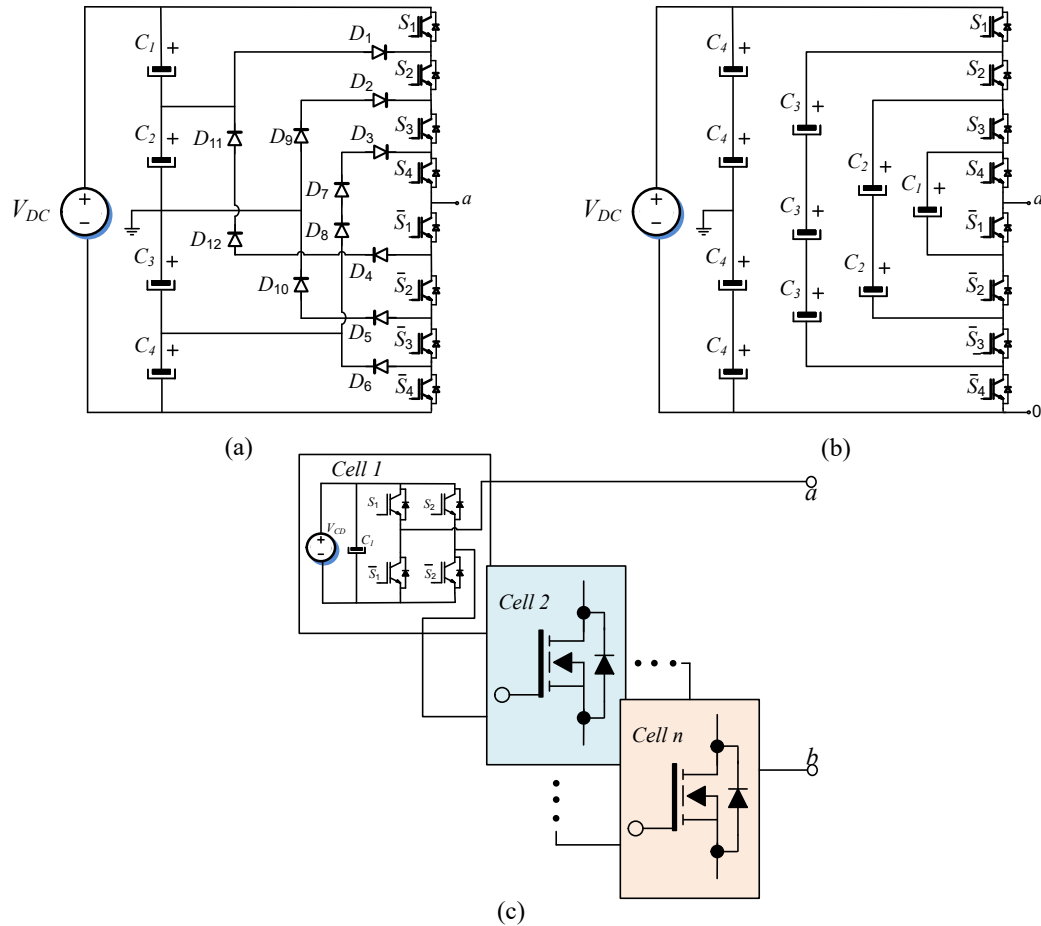 C1 +
C2 +
C3 +
C4 +
VDC
+
−
D1
D2
D3
D11
D9
D7
D8
D12
D4
D10
D5
D6
S1
S2
S3
S4
a
S̅1
S̅2
S̅3
S̅4
(a)
C4 +
C4 +
C4 +
C4 +
VDC
+
−
C3 +
C3 +
C3 +
C2 +
C2 +
C1 +
S1
S2
S3
S4
a
S̅1
S̅2
S̅3
S̅4
0
(b)
Cell 1
VCD
+
−
C1
S1
S2
S̅1
S̅2
a
Cell 2
Cell n
b
(c)